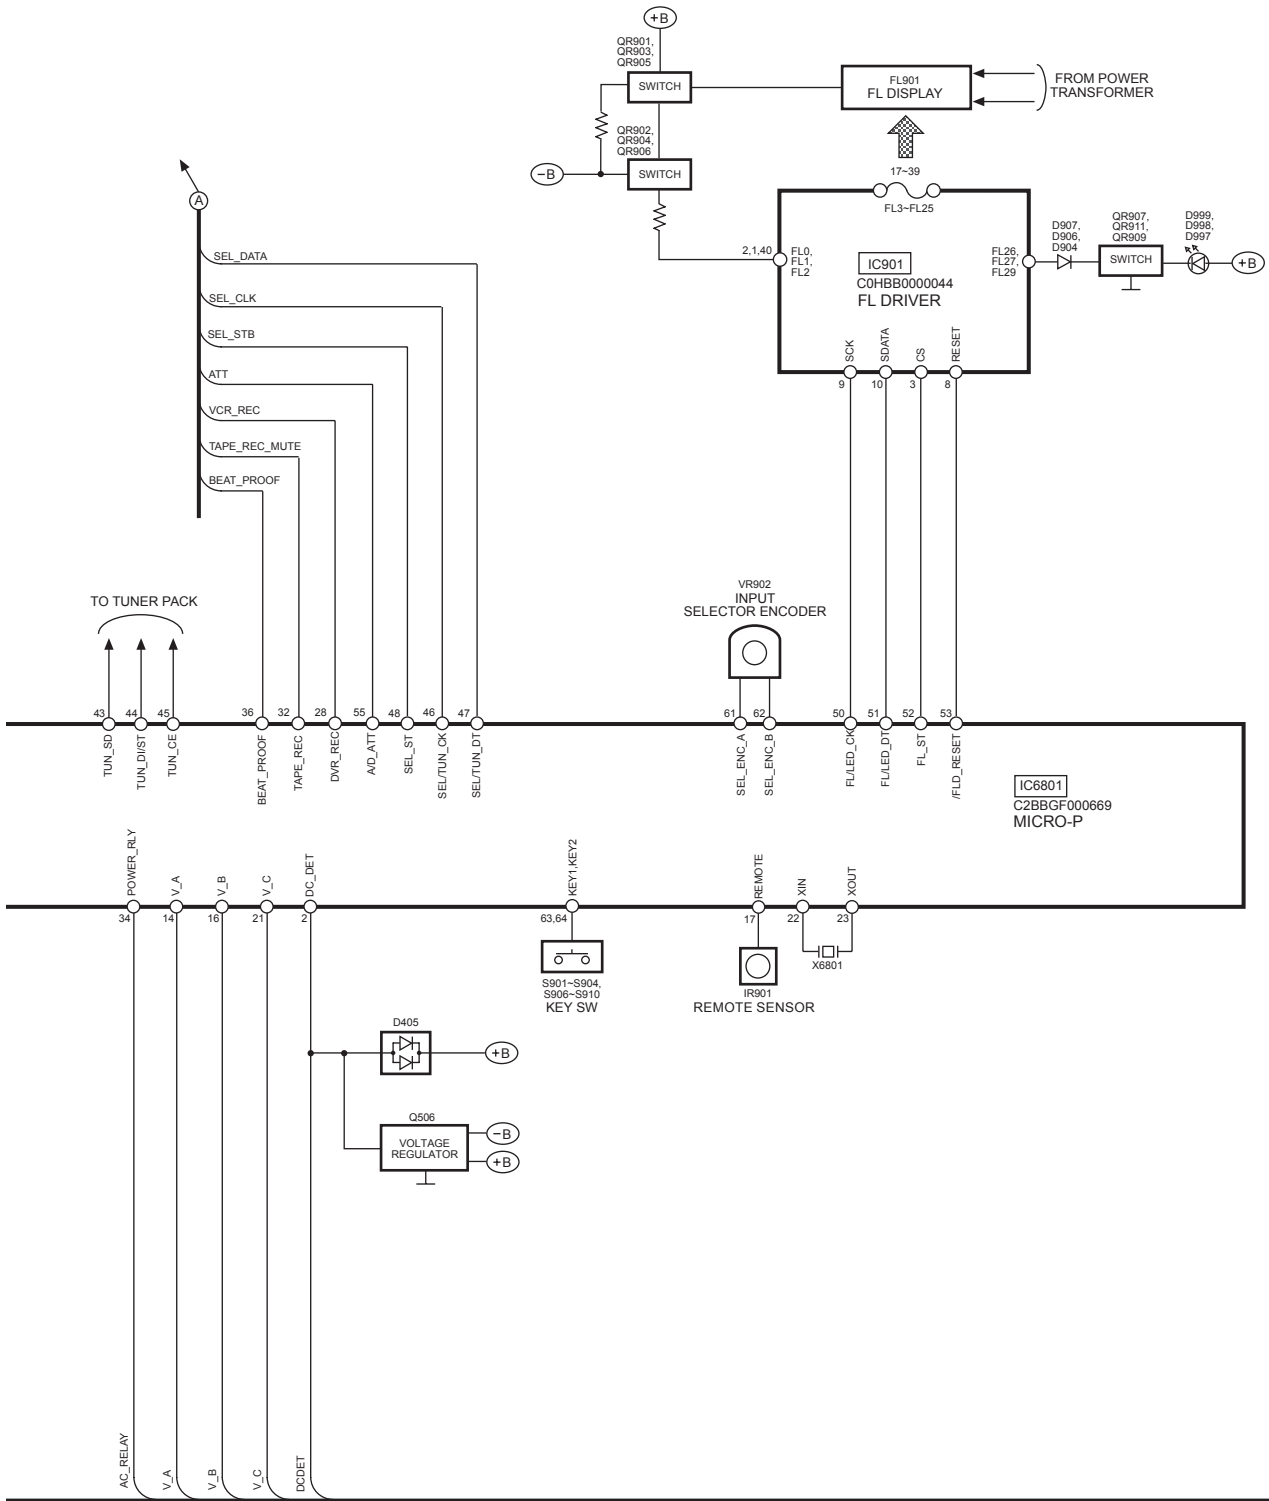 +B
QR901,
QR903,
QR905
SWITCH
FL901
FL DISPLAY
FROM POWER
TRANSFORMER
QR902,
QR904,
QR906
SWITCH
−B
17~39
FL3~FL25
A
2,1,40
FL0,
FL1,
FL2
IC901
C0HBB0000044
FL DRIVER
FL26,
FL27,
FL29
D907,
D906,
D904
QR907,
QR911,
QR909
SWITCH
D999,
D998,
D997
+B
SCK
SDATA
CS
RESET
9
10
3
8
SEL_DATA
SEL_CLK
SEL_STB
ATT
VCR_REC
TAPE_REC_MUTE
BEAT_PROOF
TO TUNER PACK
VR902
INPUT
SELECTOR ENCODER
43
44
45
36
32
28
55
48
46
47
61
62
50
51
52
53
TUN_SD
TUN_DI/ST
TUN_CE
BEAT_PROOF
TAPE_REC
DVR_REC
A/D_ATT
SEL_ST
SEL/TUN_CK
SEL/TUN_DT
SEL_ENC_A
SEL_ENC_B
FL/LED_CK
FL/LED_DT
FL_ST
/FLD_RESET
IC6801
C2BBGF000669
MICRO-P
POWER_RLY
V_A
V_B
V_C
DC_DET
KEY1,KEY2
REMOTE
XIN
XOUT
34
14
16
21
2
63,64
17
22
23
X6801
S901~S904,
S906~S910
KEY SW
IR901
REMOTE SENSOR
D405
+B
Q506
VOLTAGE
REGULATOR
−B
+B
AC_RELAY
V_A
V_B
V_C
DCDET